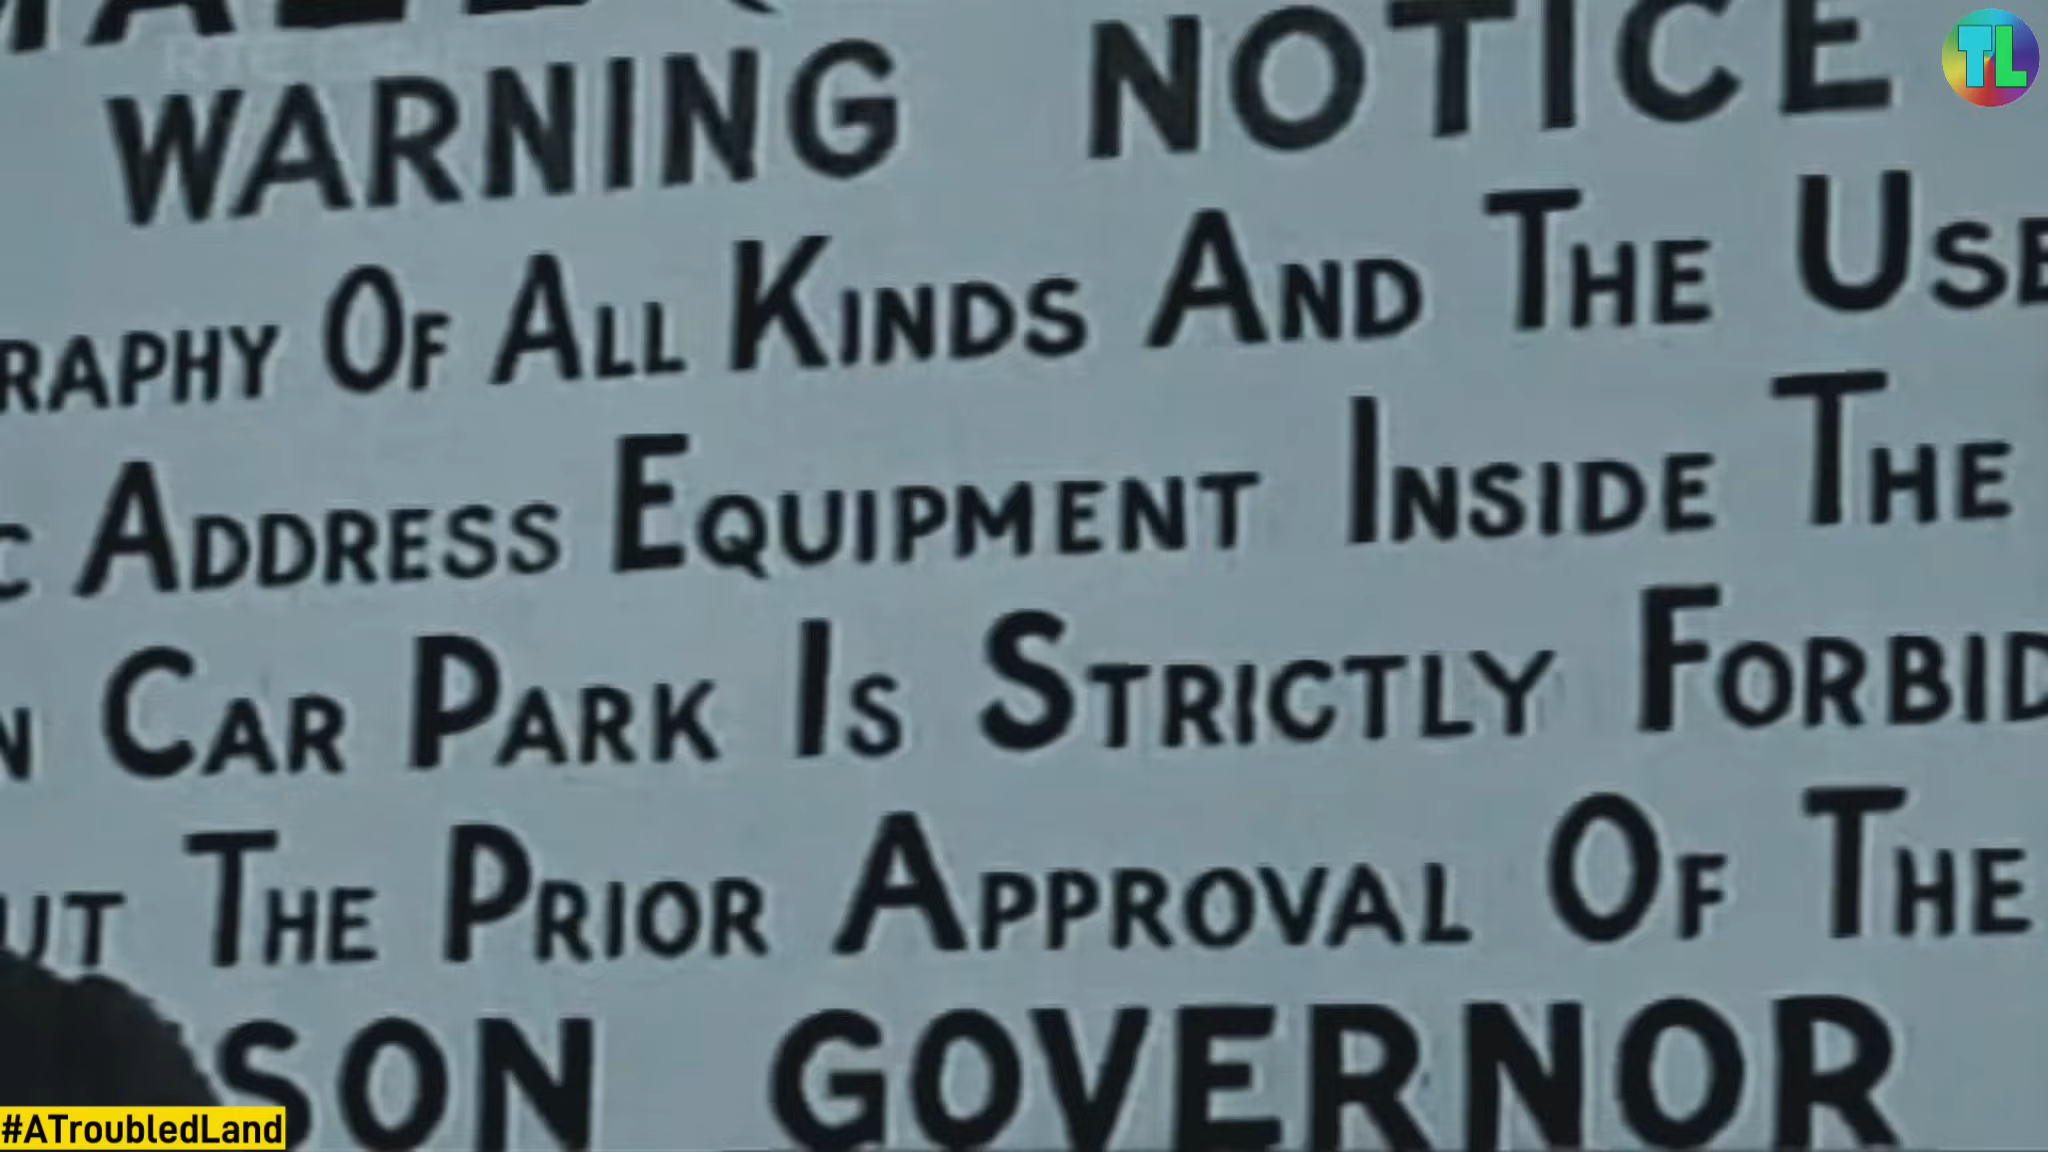 TL
WARNING NOTICE
RAPHY OF ALL KINDS AND THE USE
C ADDRESS EQUIPMENT INSIDE THE
N CAR PARK IS STRICTLY FORBID
UT THE PRIOR APPROVAL OF THE
SON GOVERNOR
#ATroubledLand